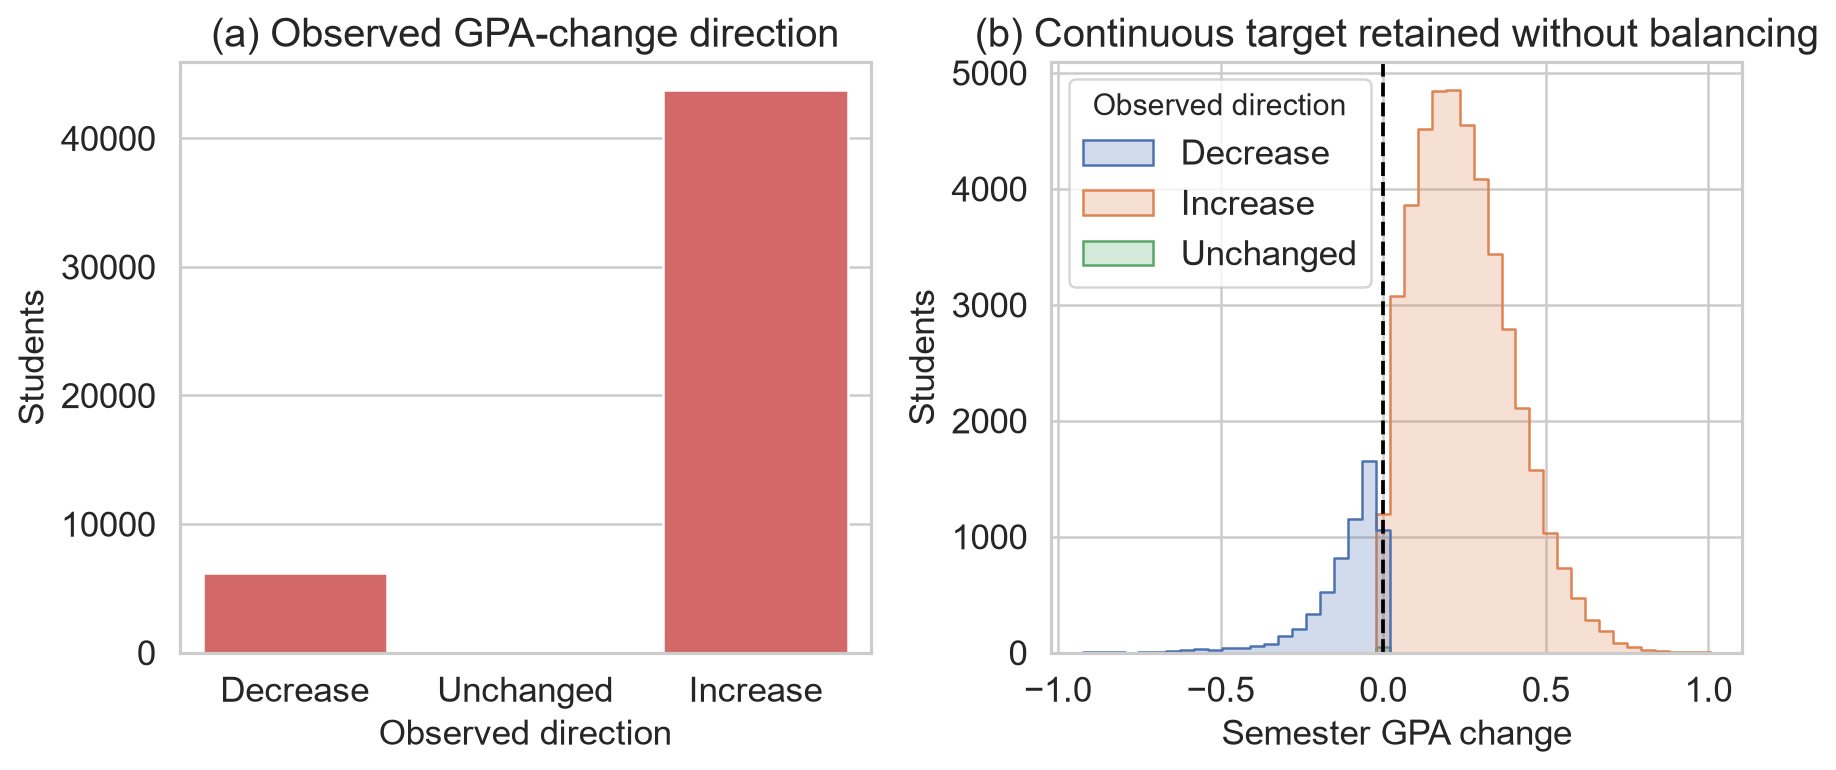 (a) Observed GPA-change direction
40000
30000
20000
10000
0
Students
Decrease
Unchanged
Increase
Observed direction
(b) Continuous target retained without balancing
5000
4000
3000
2000
1000
0
Students
Observed direction
Decrease
Increase
Unchanged
−1.0
−0.5
0.0
0.5
1.0
Semester GPA change